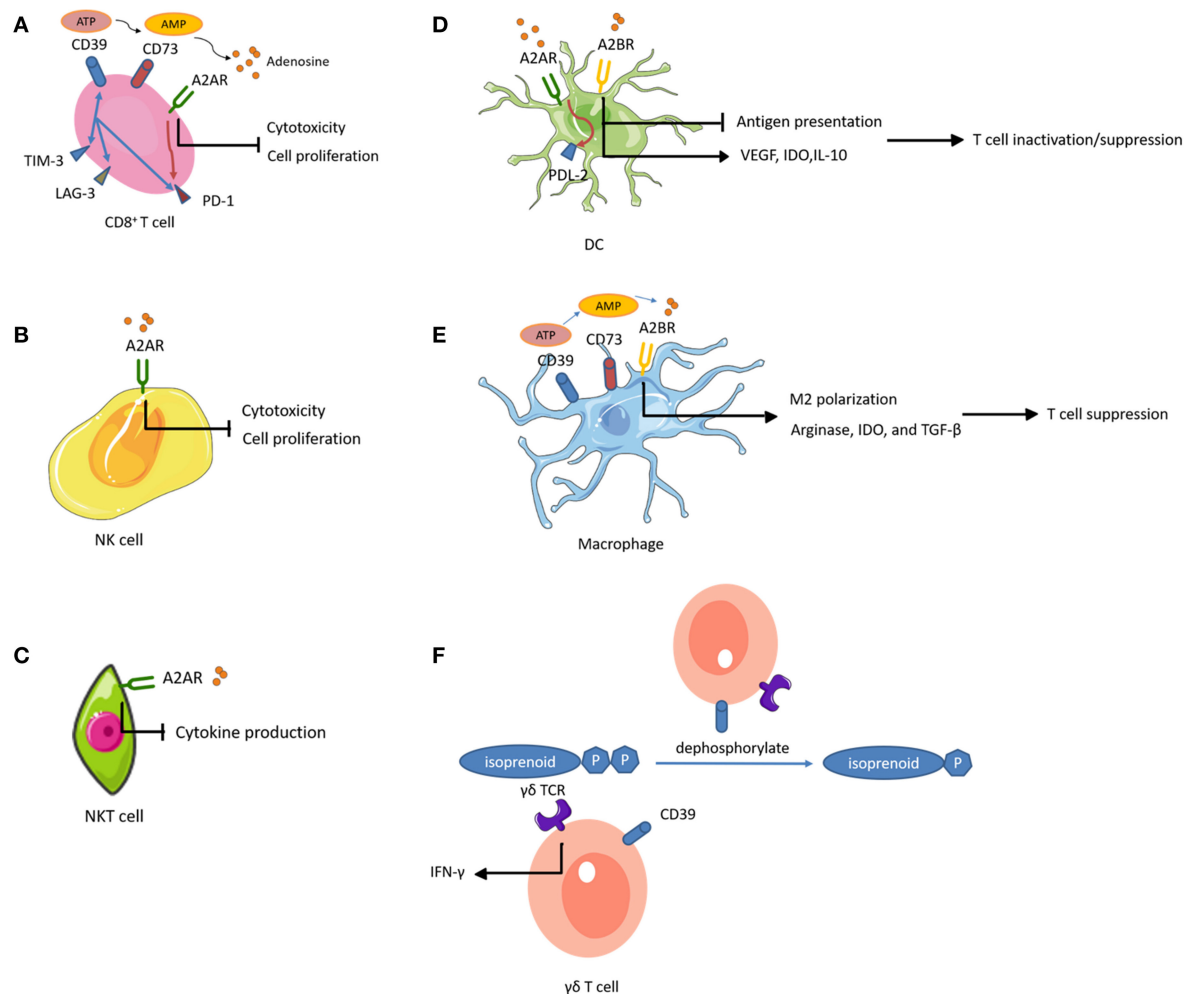 A
ATP
AMP
CD39
CD73
Adenosine
A2AR
Cytotoxicity
Cell proliferation
TIM-3
LAG-3
PD-1
CD8+ T cell
B
A2AR
Cytotoxicity
Cell proliferation
NK cell
C
A2AR
Cytokine production
NKT cell
D
A2AR
A2BR
Antigen presentation
VEGF, IDO,IL-10
T cell inactivation/suppression
PDL-2
DC
E
ATP
AMP
CD39
CD73
A2BR
M2 polarization
Arginase, IDO, and TGF-β
T cell suppression
Macrophage
F
isoprenoid
P
P
dephosphorylate
isoprenoid
P
γδ TCR
CD39
IFN-γ
γδ T cell